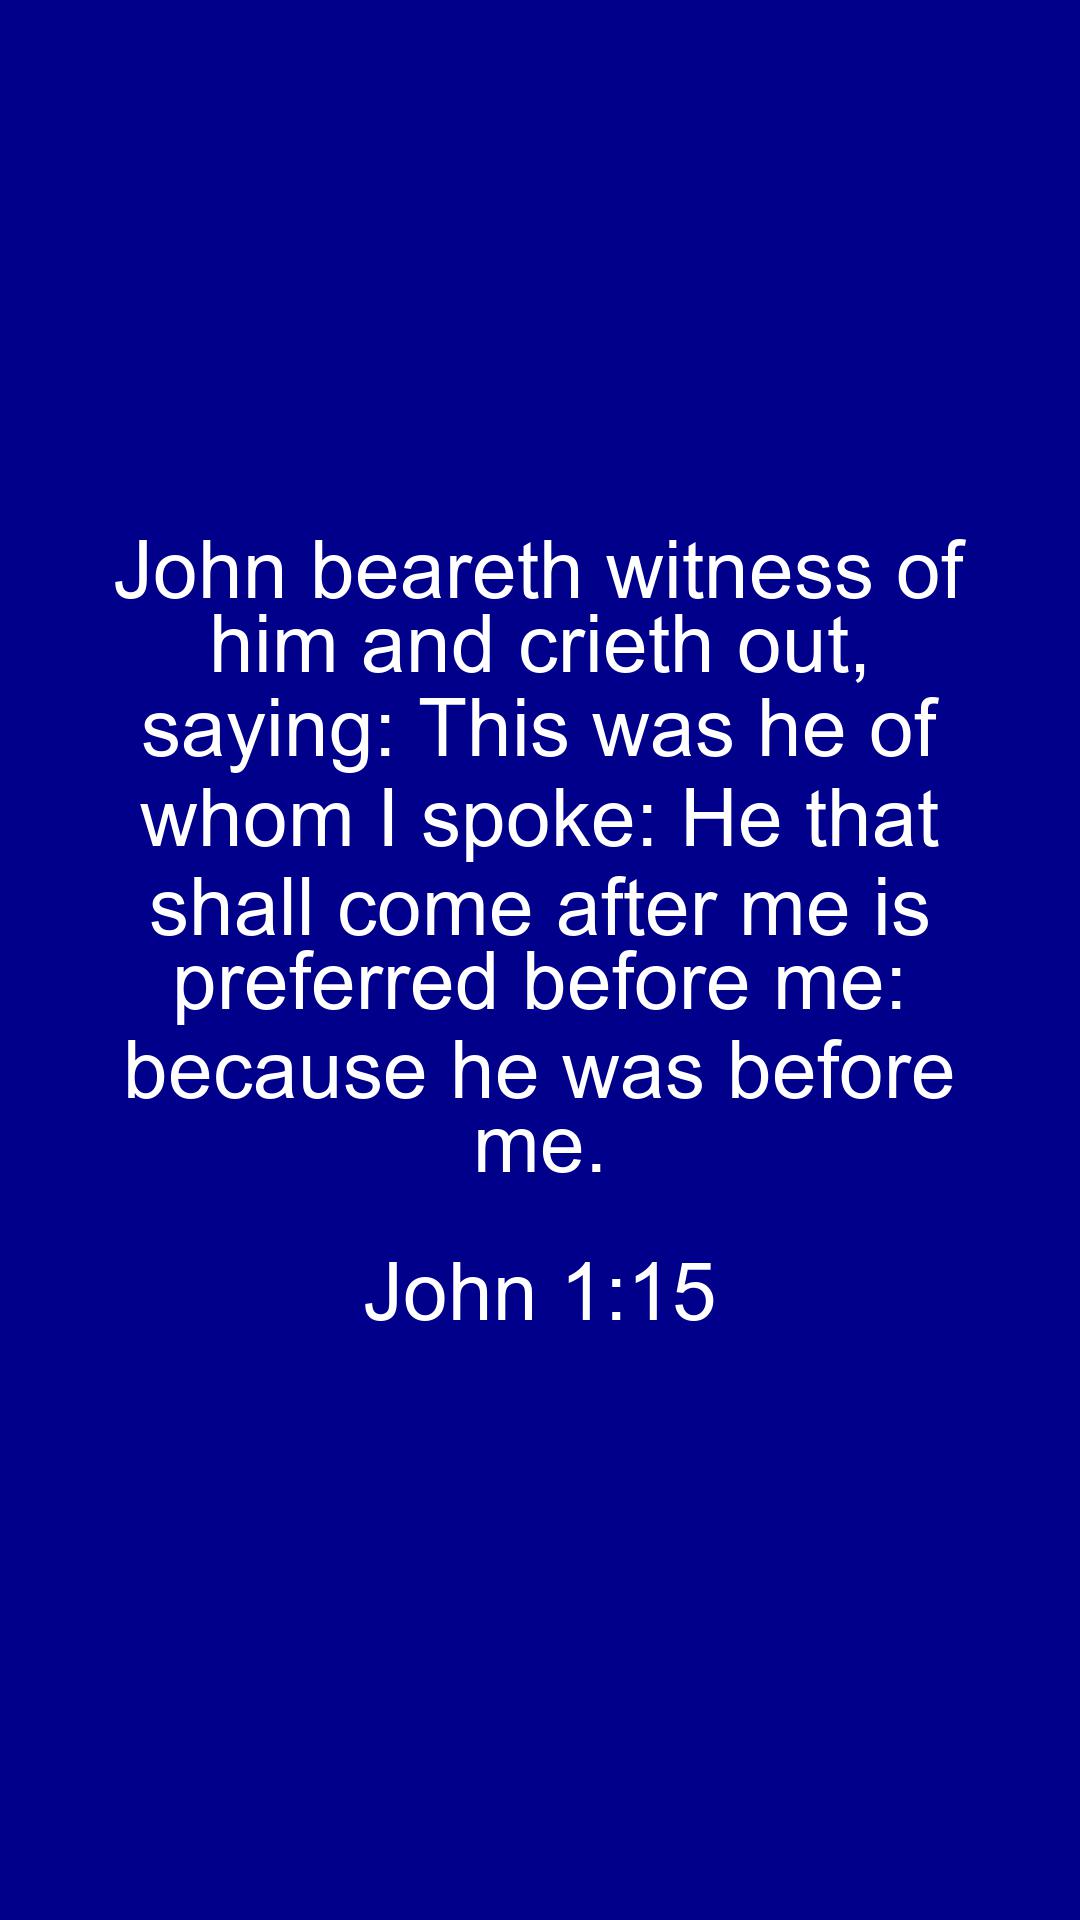 John beareth witness of
him and crieth out,
saying: This was he of
whom I spoke: He that
shall come after me is
preferred before me:
because he was before
me.
John 1:15